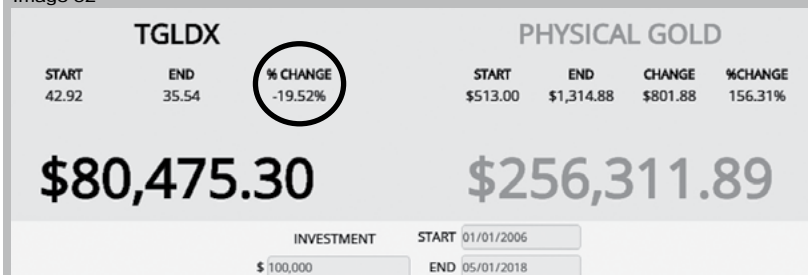 TGLDX PHYSICAL GOLD
START END % CHANGE START END CHANGE %CHANGE
42.92 35.54 -19.52% $513.00 $1,314.88 $801.88 156.31%
$80,475.30 $256,311.89
INVESTMENT START 01/01/2006
$ 100,000 END 05/01/2018